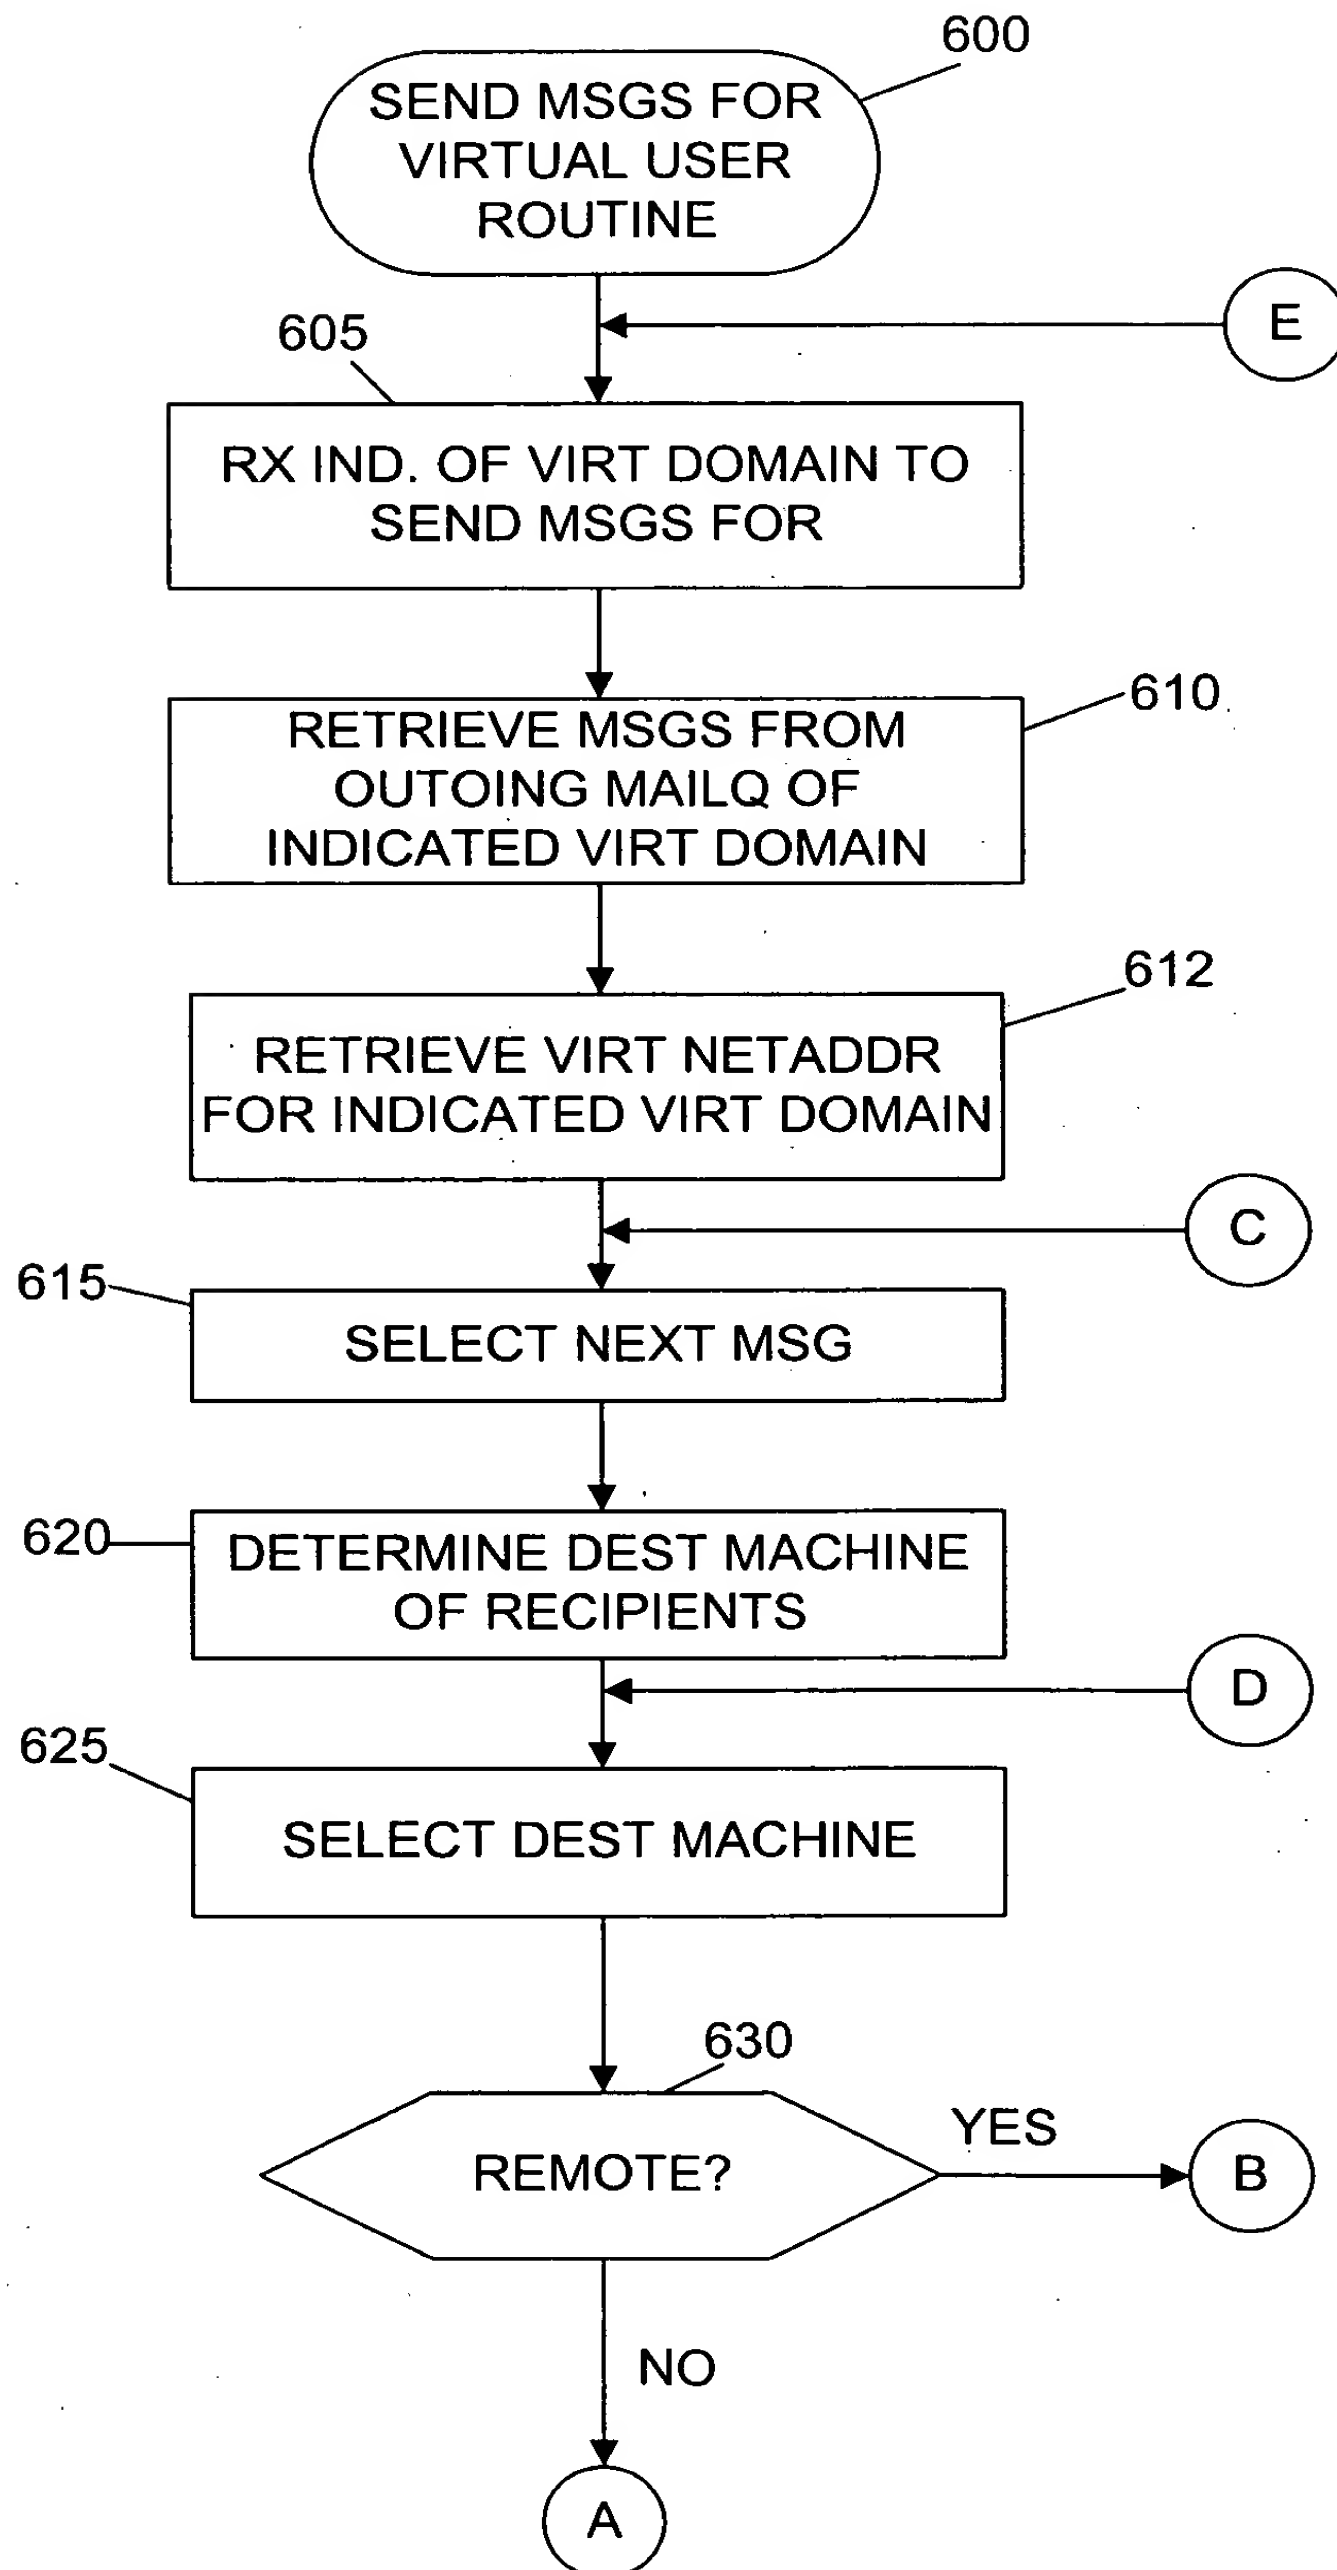 600
SEND MSGS FOR
VIRTUAL USER
ROUTINE
E
605
RX IND. OF VIRT DOMAIN TO
SEND MSGS FOR
610
RETRIEVE MSGS FROM
OUTOING MAILQ OF
INDICATED VIRT DOMAIN
612
RETRIEVE VIRT NETADDR
FOR INDICATED VIRT DOMAIN
C
615
SELECT NEXT MSG
620
DETERMINE DEST MACHINE
OF RECIPIENTS
D
625
SELECT DEST MACHINE
630
REMOTE?
YES
B
NO
A